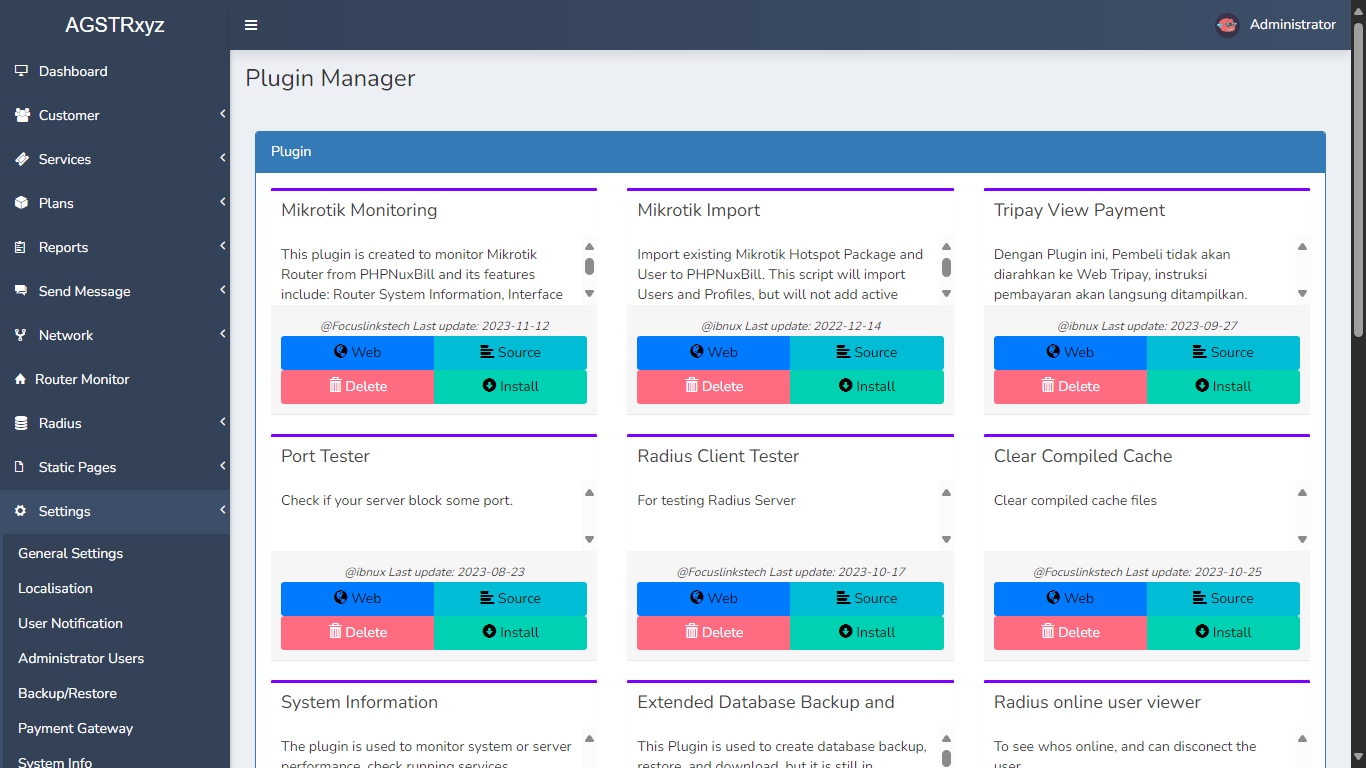 AGSTRxyz
Administrator
Dashboard
Customer
Services
Plans
Reports
Send Message
Network
Router Monitor
Radius
Static Pages
Settings
General Settings
Localisation
User Notification
Administrator Users
Backup/Restore
Payment Gateway
System Info
Plugin Manager
Plugin
Mikrotik Monitoring
This plugin is created to monitor Mikrotik
Router from PHPNuxBill and its features
include: Router System Information, Interface
@Focuslinkstech Last update: 2023-11-12
Web
Source
Delete
Install
Mikrotik Import
Import existing Mikrotik Hotspot Package and
User to PHPNuxBill. This script will import
Users and Profiles, but will not add active
@ibnux Last update: 2022-12-14
Web
Source
Delete
Install
Tripay View Payment
Dengan Plugin ini, Pembeli tidak akan
diarahkan ke Web Tripay, instruksi
pembayaran akan langsung ditampilkan.
@ibnux Last update: 2023-09-27
Web
Source
Delete
Install
Port Tester
Check if your server block some port.
@ibnux Last update: 2023-08-23
Web
Source
Delete
Install
Radius Client Tester
For testing Radius Server
@Focuslinkstech Last update: 2023-10-17
Web
Source
Delete
Install
Clear Compiled Cache
Clear compiled cache files
@Focuslinkstech Last update: 2023-10-25
Web
Source
Delete
Install
System Information
The plugin is used to monitor system or server
performance, check running services
Extended Database Backup and
This Plugin is used to create database backup,
restore, and download, but it is still in
Radius online user viewer
To see whos online, and can disconect the
user